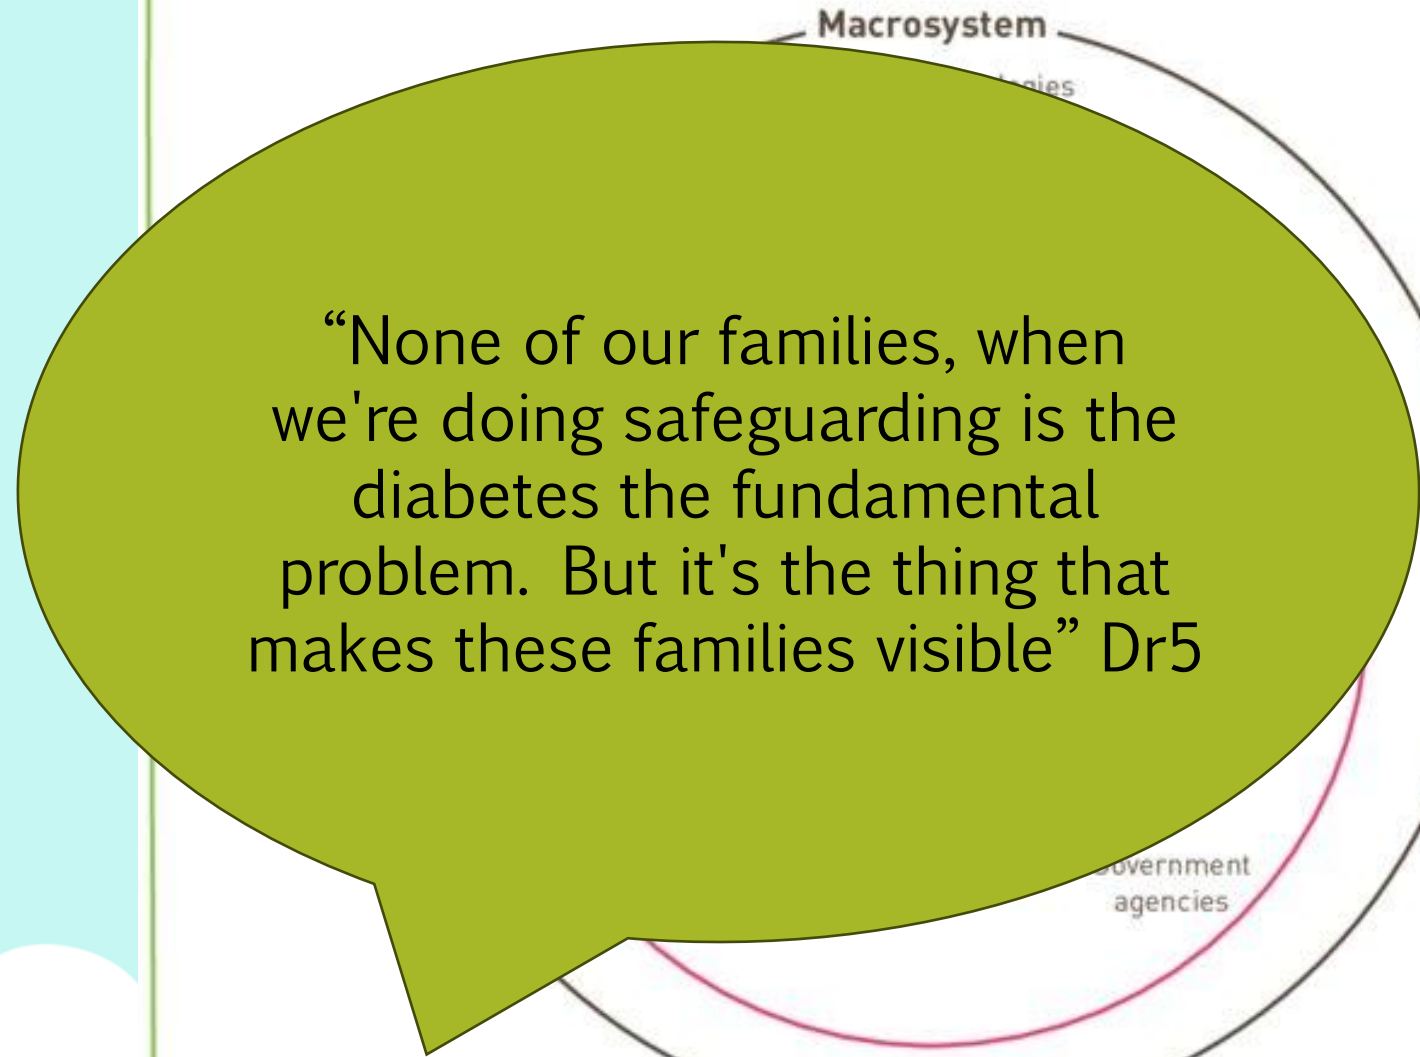 Macrosystem
“None of our families, when
we're doing safeguarding is the
diabetes the fundamental
problem.  But it's the thing that
makes these families visible” Dr5
agencies